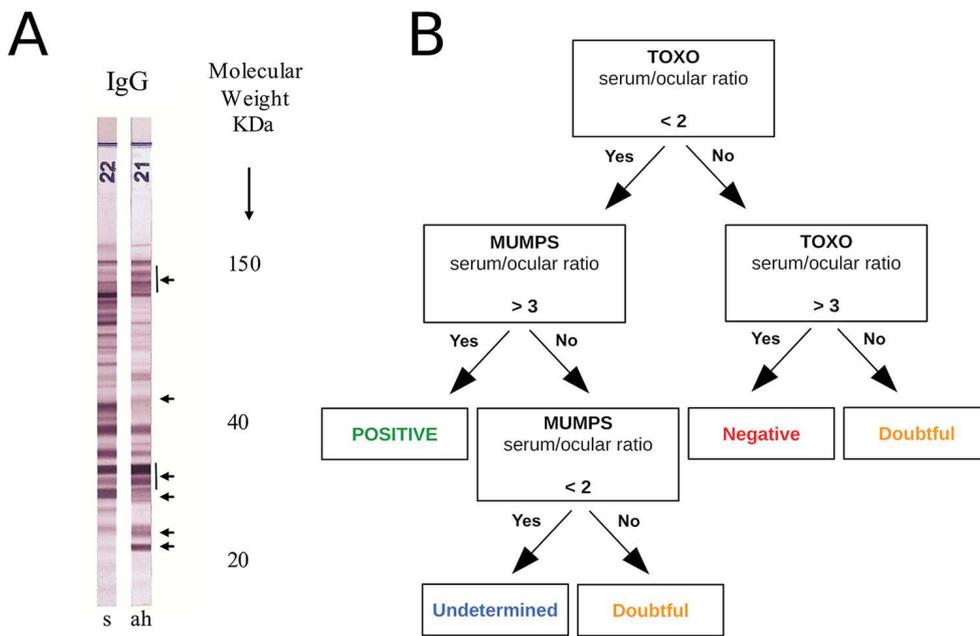 A
IgG
Molecular
Weight
KDa
22
21
150
40
20
s
ah
B
TOXO
serum/ocular ratio
< 2
Yes
No
MUMPS
serum/ocular ratio
> 3
TOXO
serum/ocular ratio
> 3
Yes
No
Yes
No
POSITIVE
MUMPS
serum/ocular ratio
< 2
Negative
Doubtful
Yes
No
Undetermined
Doubtful